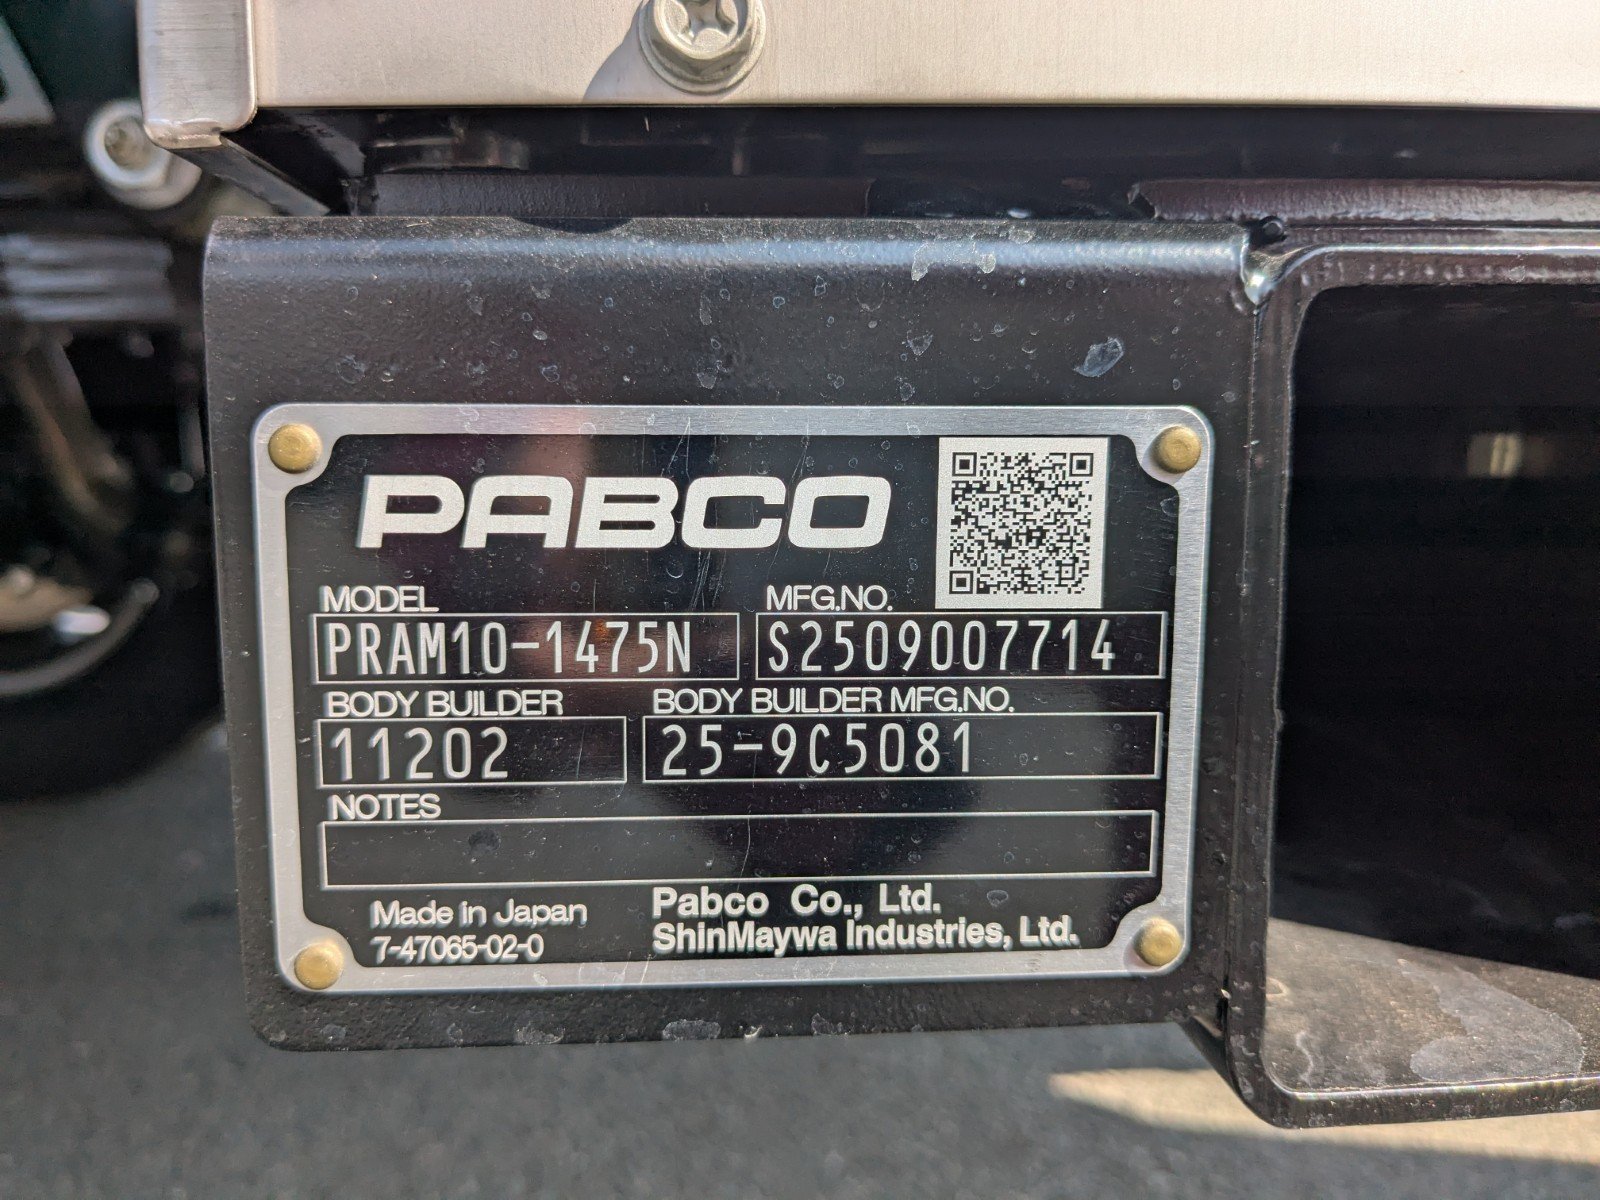 PABCO
MODEL MFG.NO.
PRAM10-1475N S2509007714
BODY BUILDER BODY BUILDER MFG.NO.
11202 25-9C5081
NOTES
Made in Japan Pabco Co., Ltd.
7-47065-02-0 ShinMaywa Industries, Ltd.